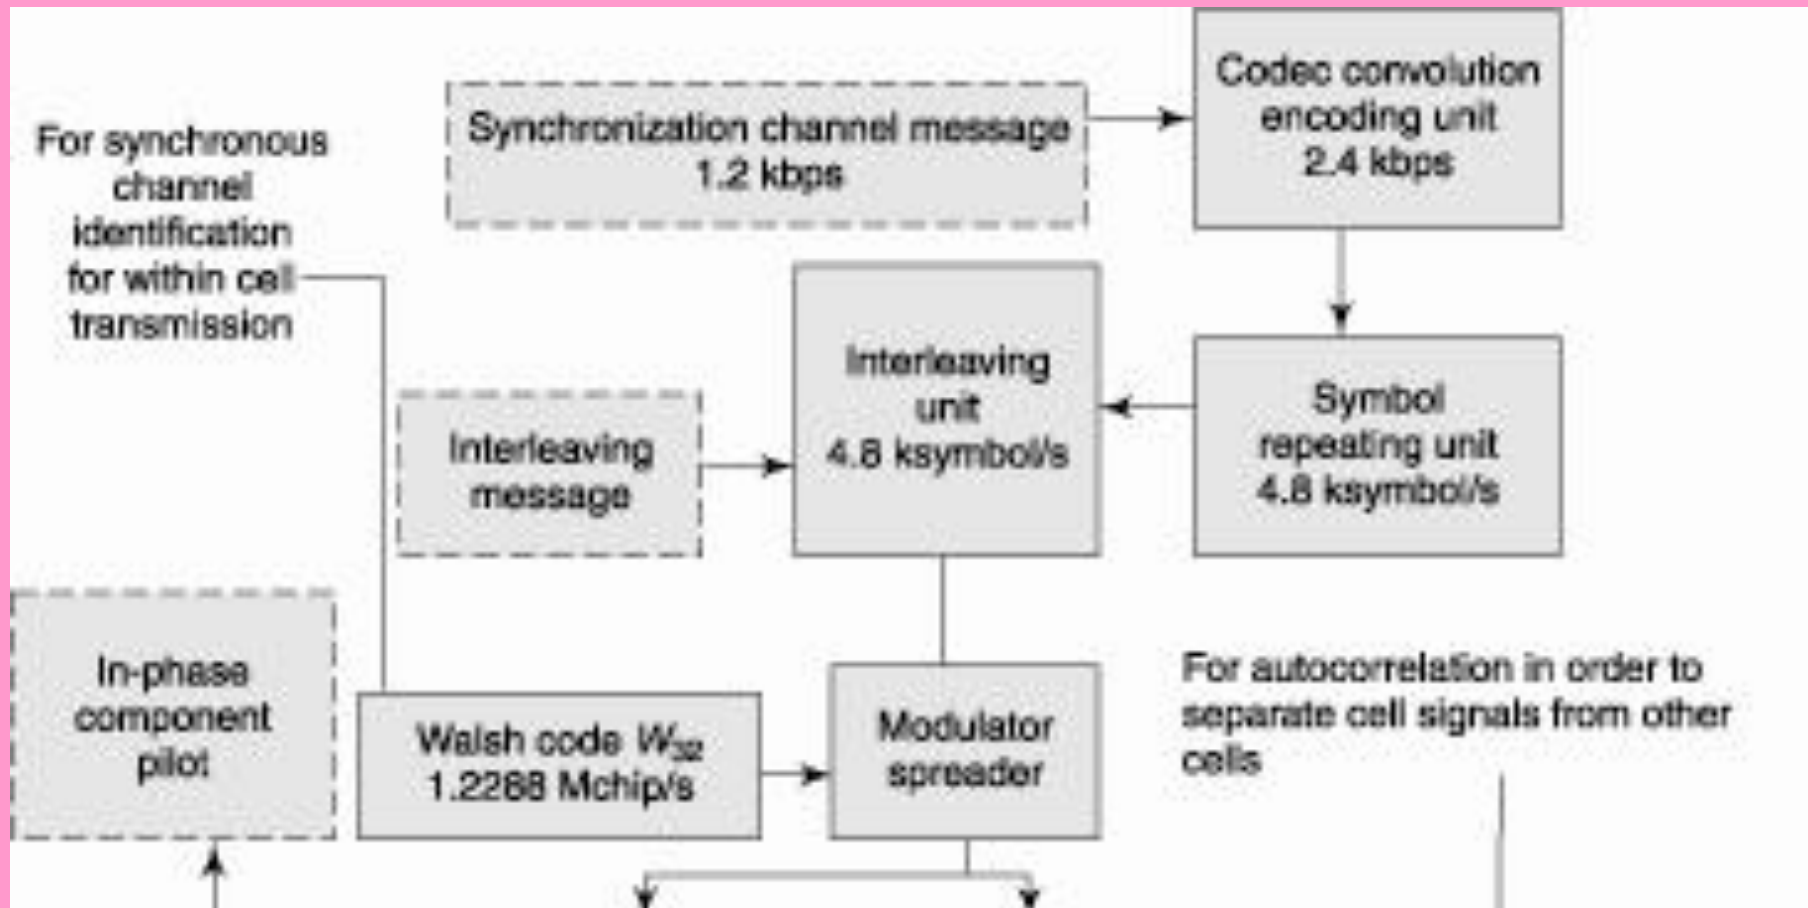 Codec convolution
encoding unit
2.4 kbps
Synchronization channel message
1.2 kbps
For synchronous
channel
identification
for within cell
transmission
Interleaving
unit
4.8 ksymbol/s
Symbol
repeating unit
4.8 ksymbol/s
Interleaving
message
In-phase
component
pilot
Walsh code W32
1.2288 Mchip/s
Modulator
spreader
For autocorrelation in order to
separate cell signals from other
cells